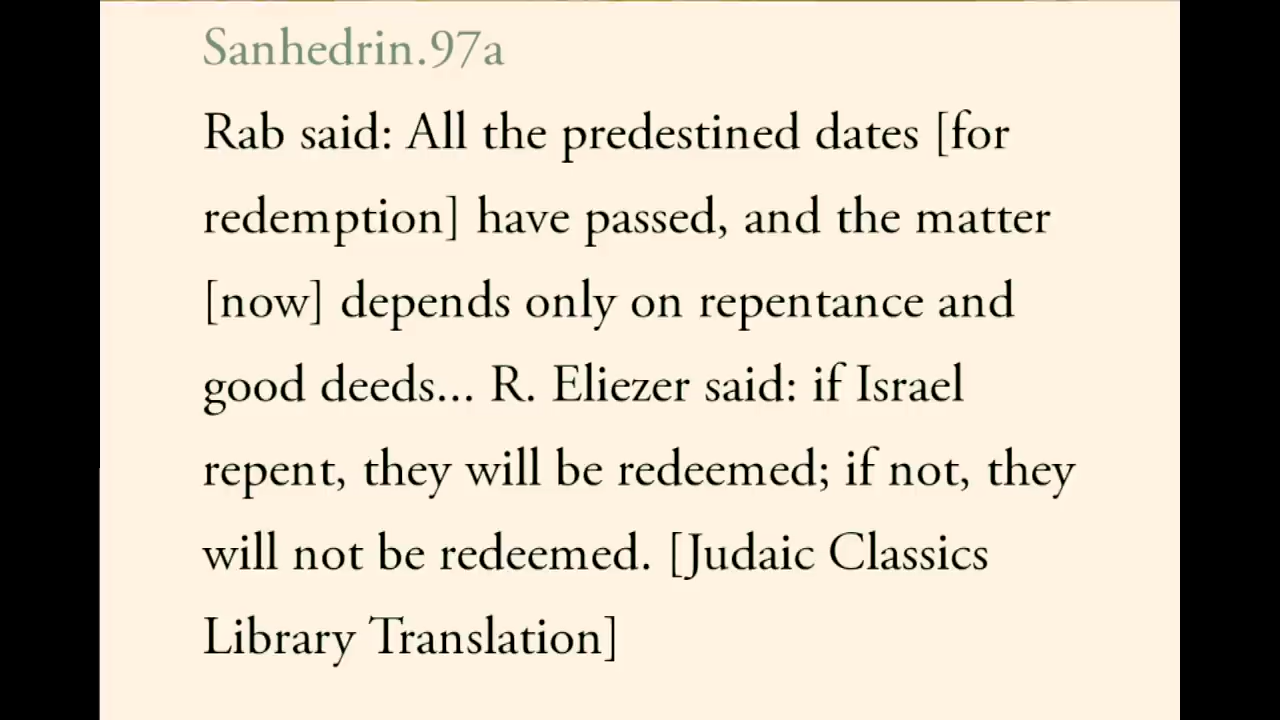 Sanhedrin.97a
Rab said: All the predestined dates [for
redemption] have passed, and the matter
[now] depends only on repentance and
good deeds... R. Eliezer said: if Israel
repent, they will be redeemed; if not, they
will not be redeemed. [Judaic Classics
Library Translation]